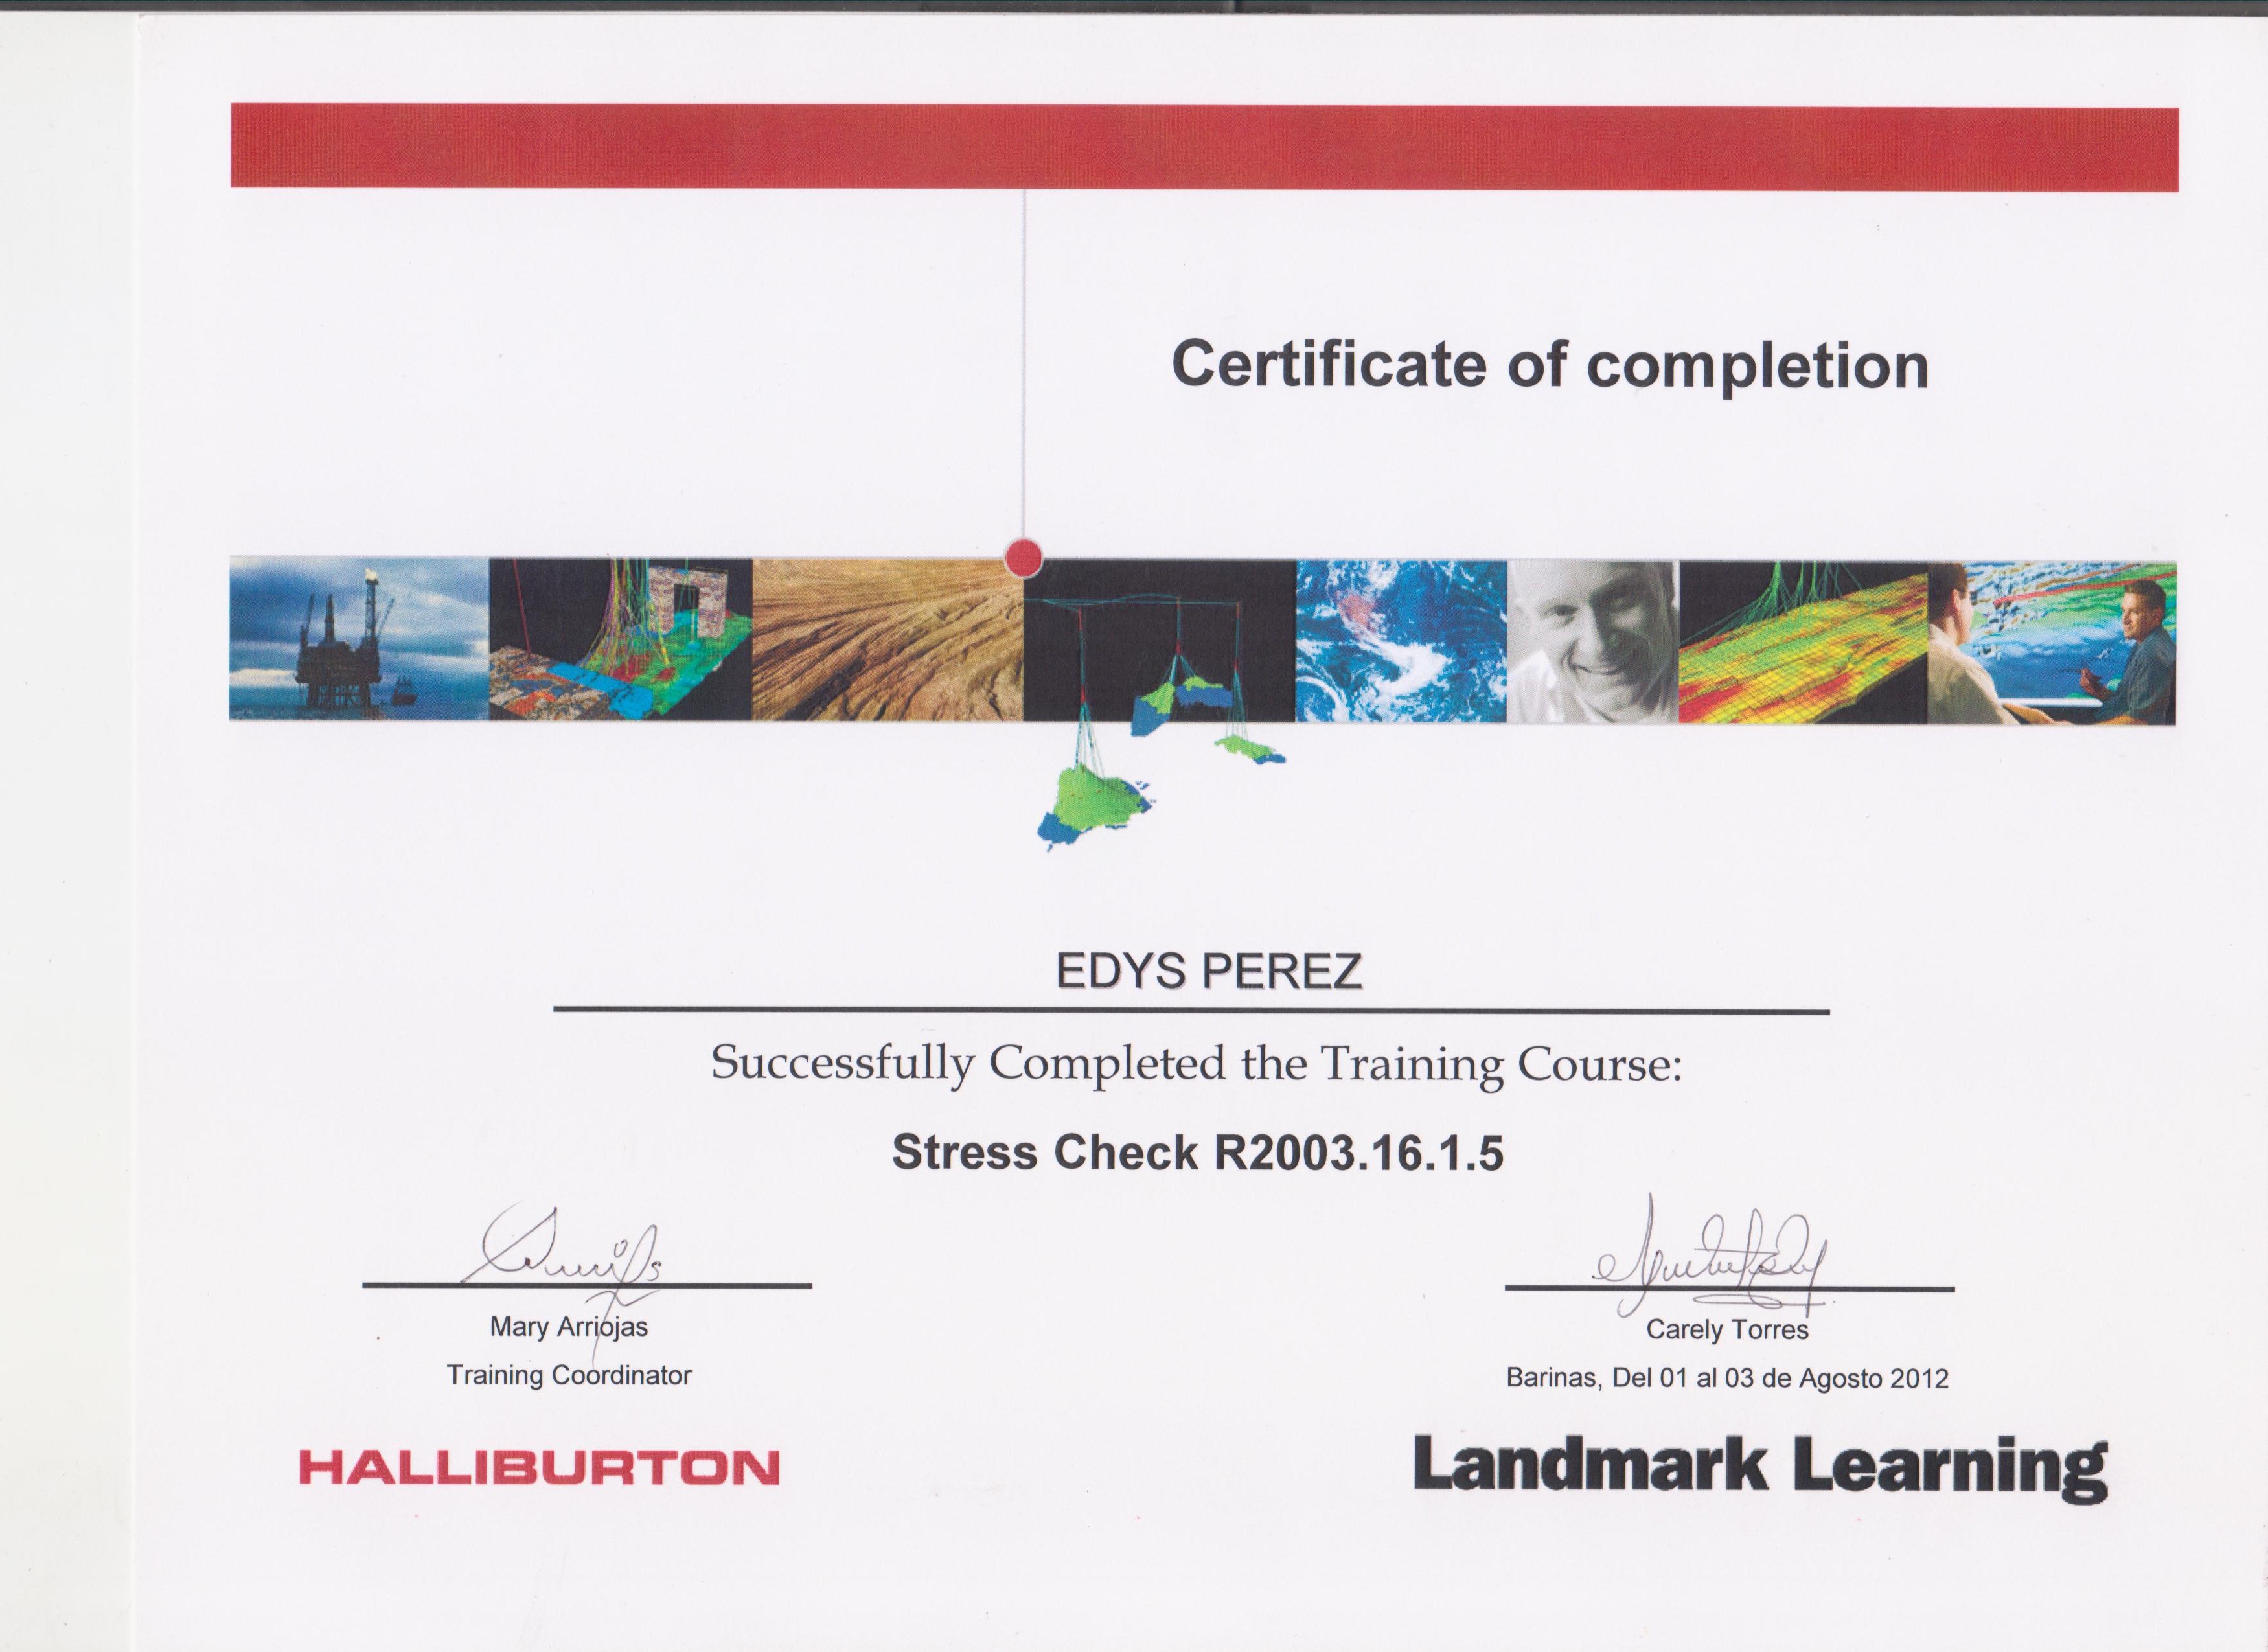 Certificate of completion
EDYS PEREZ
Successfully Completed the Training Course:
Stress Check R2003.16.1.5
Mary Arriojas
Training Coordinator
Carely Torres
Barinas, Del 01 al 03 de Agosto 2012
HALLIBURTON
Landmark Learning